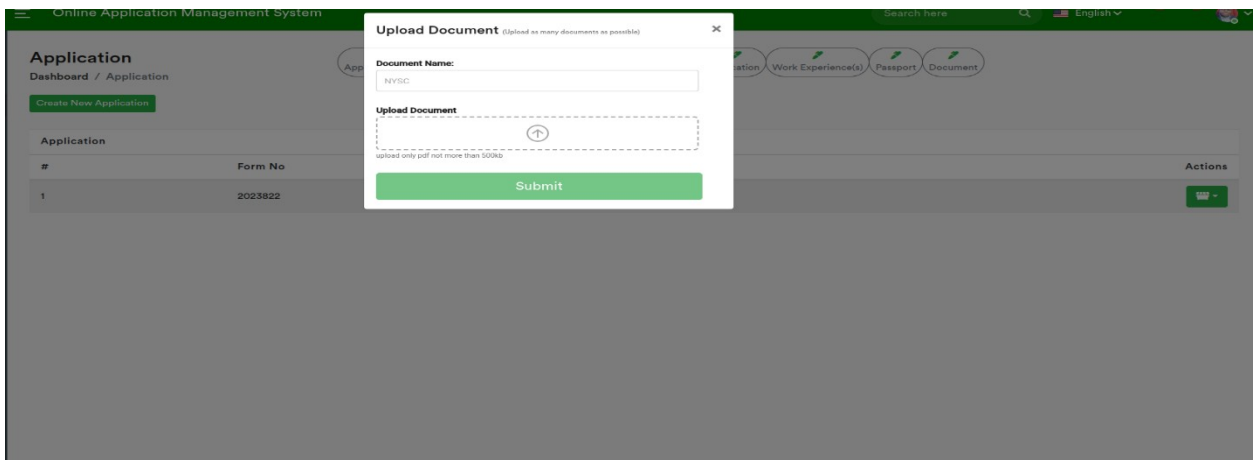 Online Application Management System
Search here
English
Upload Document (Upload as many documents as possible)
×
Application
Dashboard / Application
App
ation
Work Experience(s)
Passport
Document
Document Name:
NYSC
Create New Application
Upload Document
upload only pdf not more than 500kb
Application
# Form No Actions
Submit
1 2023822